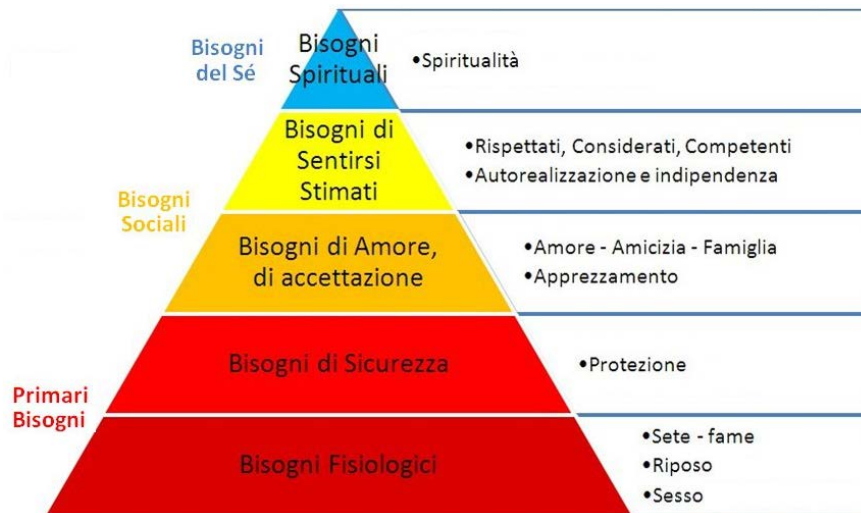 Bisogni
del Sé
Bisogni
Spirituali
•Spiritualità
Bisogni di
Sentirsi
Stimati
•Rispettati, Considerati, Competenti
•Autorealizzazione e indipendenza
Bisogni
Sociali
Bisogni di Amore,
di accettazione
•Amore - Amicizia - Famiglia
•Apprezzamento
Bisogni di Sicurezza
•Protezione
Primari
Bisogni
Bisogni Fisiologici
•Sete - fame
•Riposo
•Sesso